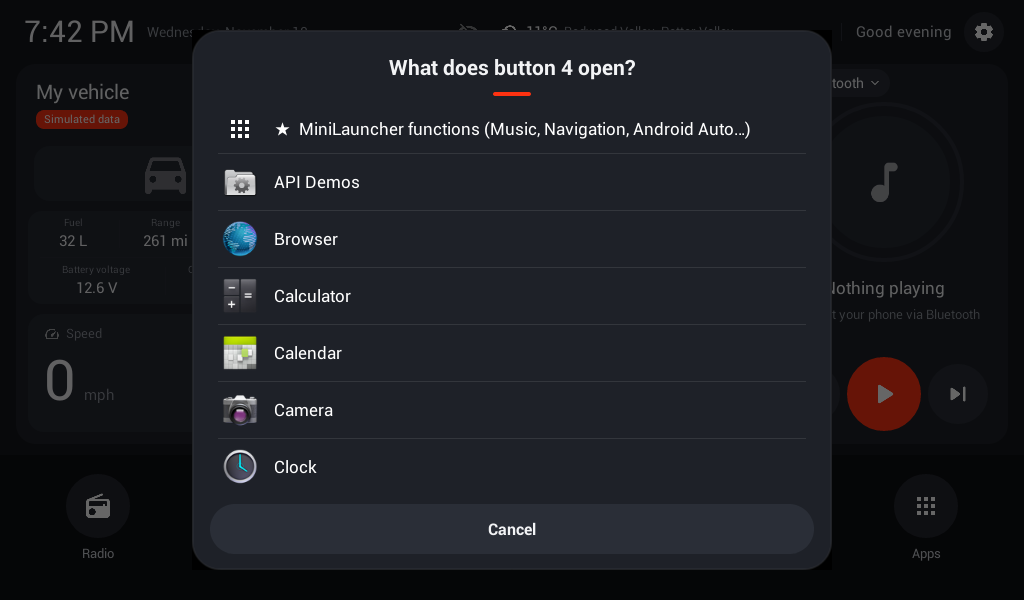 7:42 PM
11°C
Good evening
What does button 4 open?
My vehicle
Simulated data
★ MiniLauncher functions (Music, Navigation, Android Auto…)
API Demos
Browser
Calculator
Calendar
Camera
Clock
Cancel
Fuel
Range
32 L
261 mi
Battery voltage
12.6 V
Speed
0
mph
Nothing playing
your phone via Bluetooth
Radio
Apps